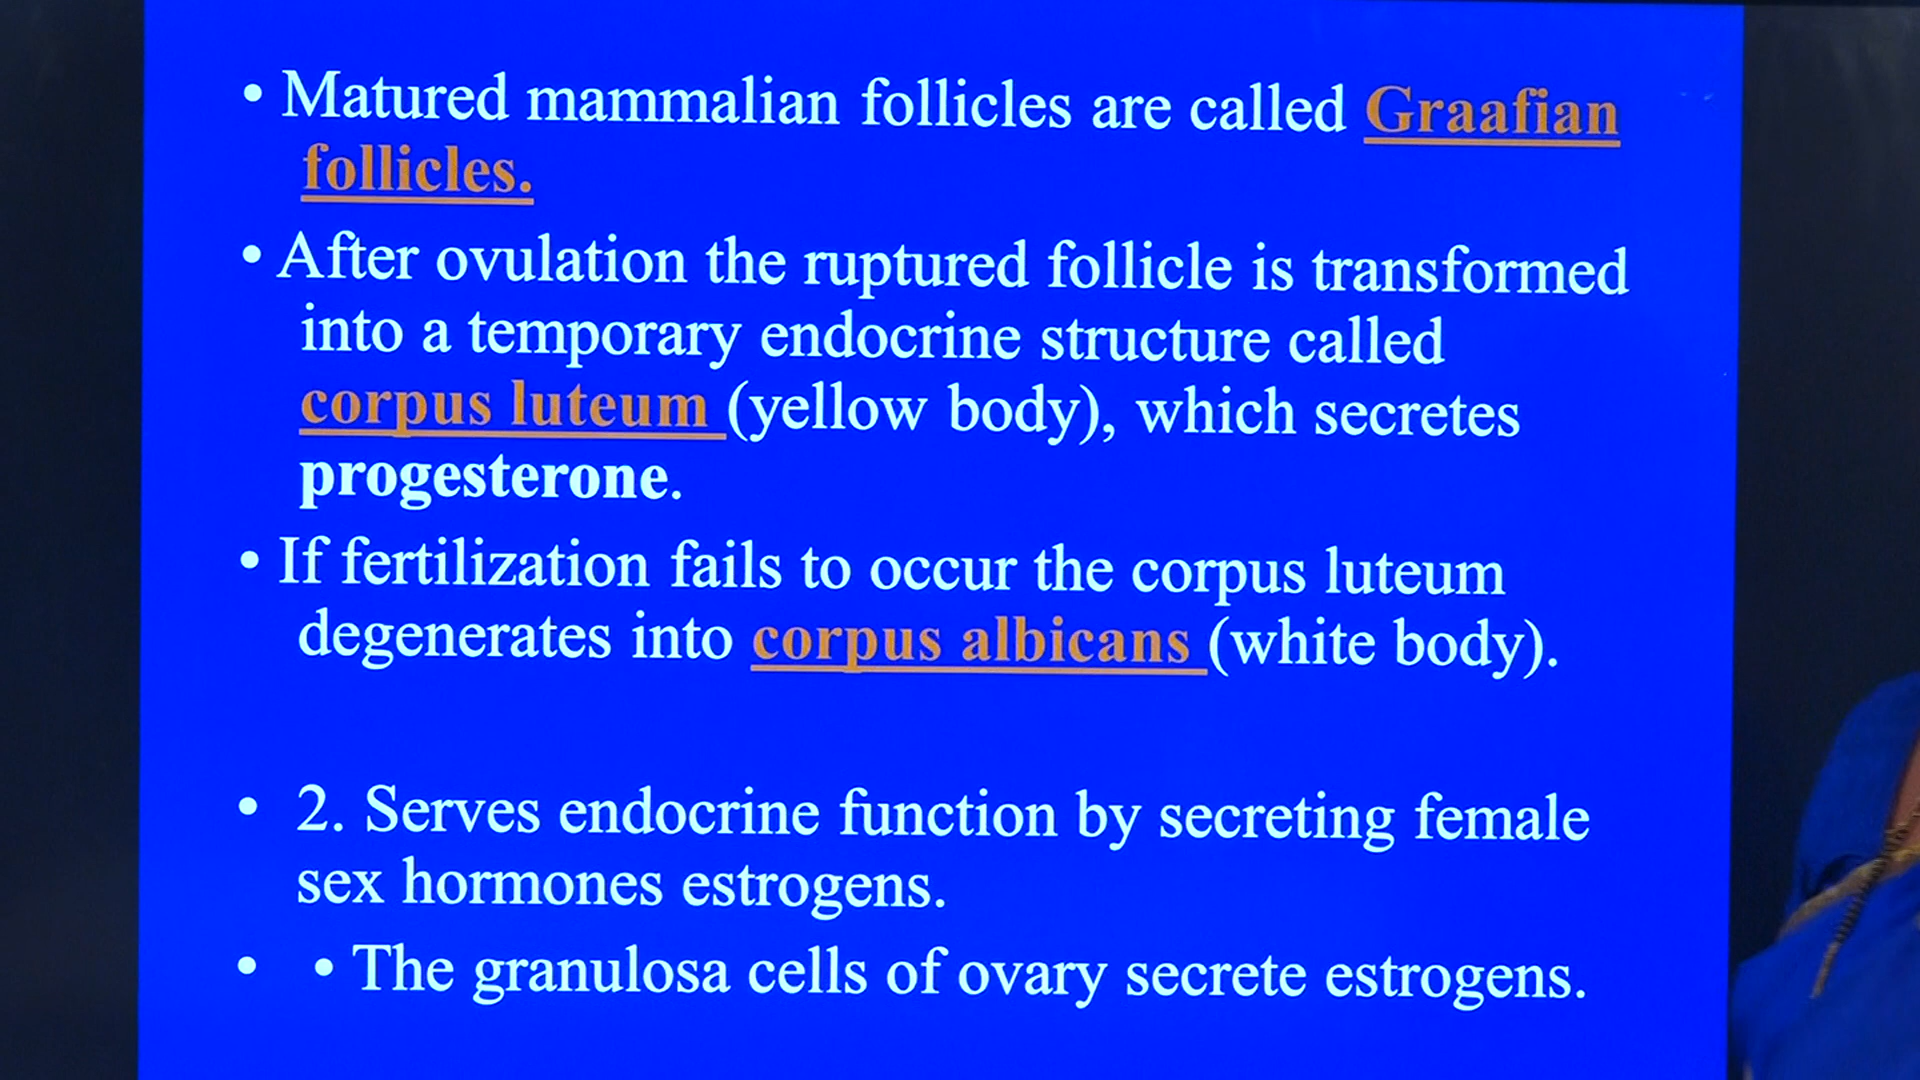 • Matured mammalian follicles are called Graafian
follicles.
• After ovulation the ruptured follicle is transformed
into a temporary endocrine structure called
corpus luteum (yellow body), which secretes
progesterone.
• If fertilization fails to occur the corpus luteum
degenerates into corpus albicans (white body).
• 2. Serves endocrine function by secreting female
sex hormones estrogens.
• • The granulosa cells of ovary secrete estrogens.